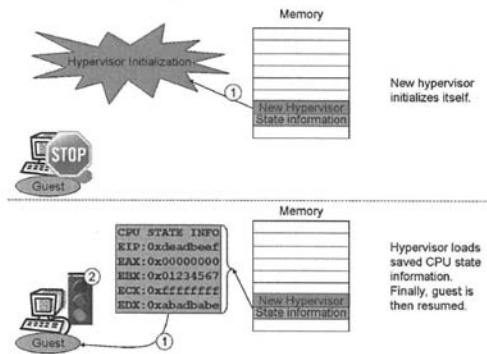 Memory
Hypervisor Initialization
1
New Hypervisor
State information
New hypervisor
initializes itself.
STOP
Guest
Memory
CPU STATE INFO
EIP:0xdeadbeef
EAX:0x00000000
EBX:0x01234567
ECX:0xffffffff
EDX:0xabadbabe
2
New Hypervisor
State information
1
Guest
Hypervisor loads
saved CPU state
information.
Finally, guest is
then resumed.